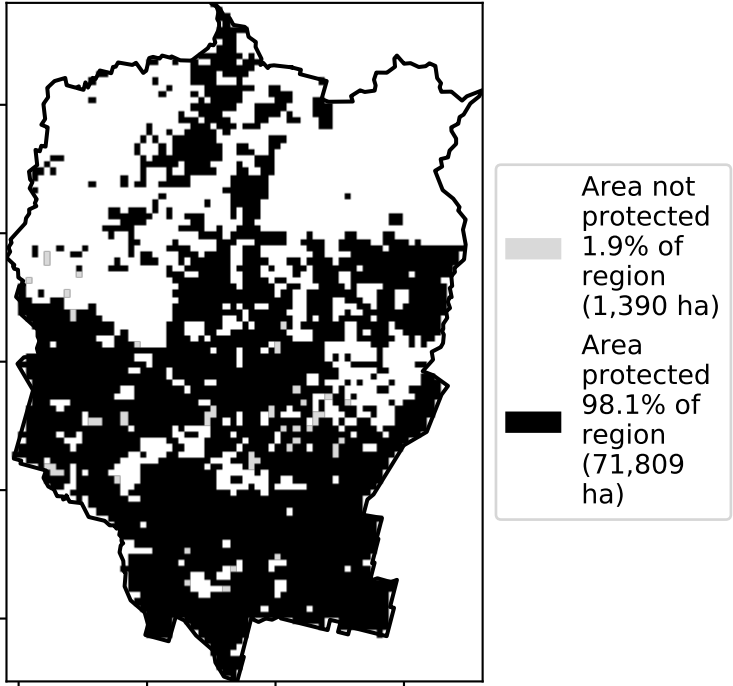 Area not
protected
1.9% of
region
(1,390 ha)
Area
protected
98.1% of
region
(71,809
ha)